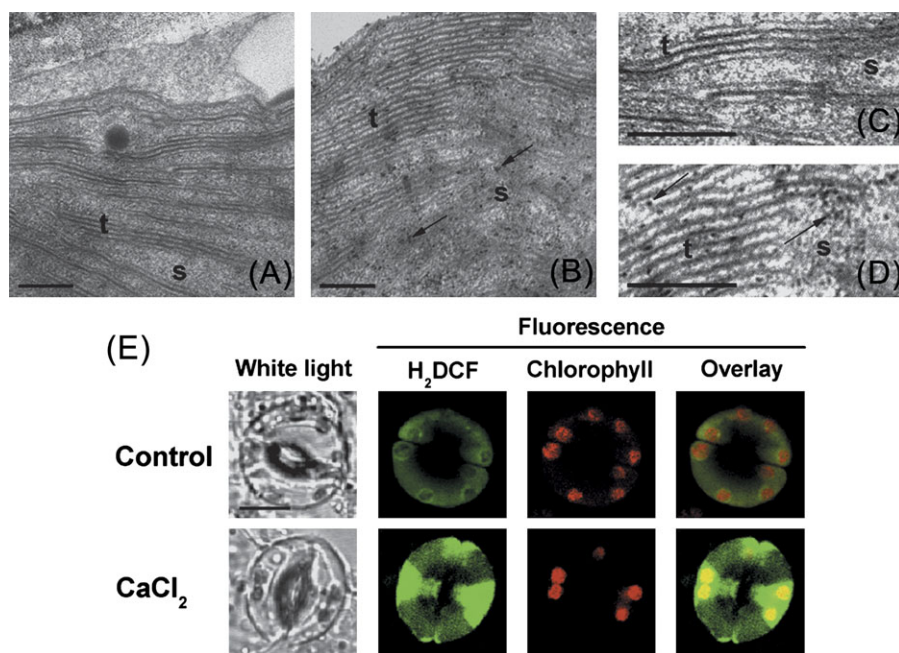 t
s
(A)
t
s
(B)
t
s
(C)
t
s
(D)
(E)
Fluorescence
White light
H₂DCF
Chlorophyll
Overlay
Control
CaCl₂